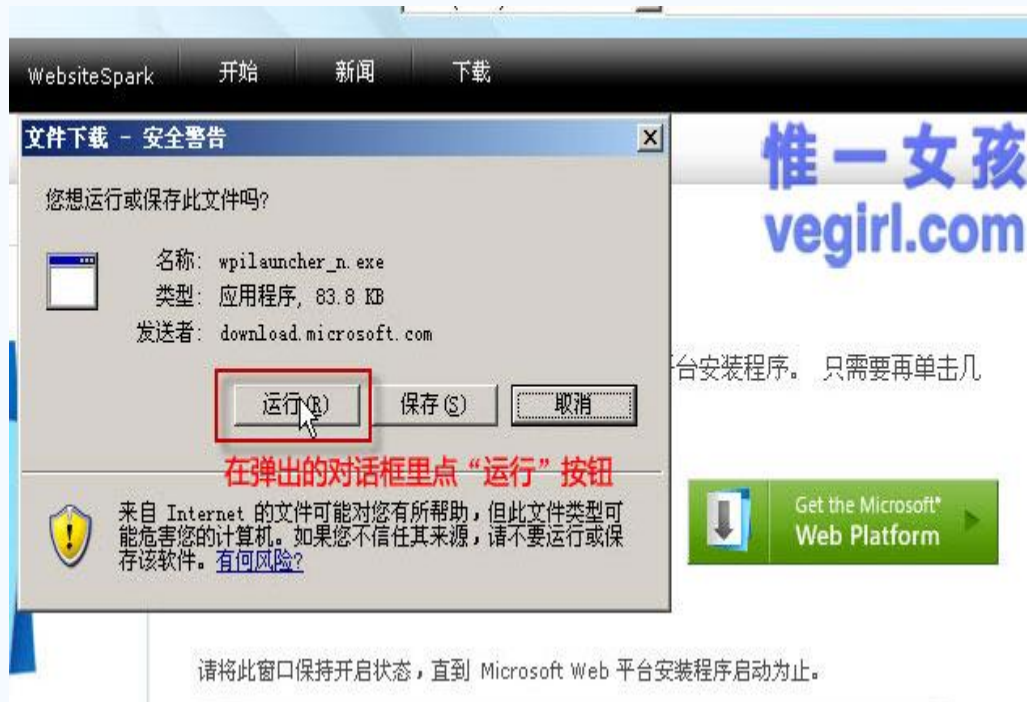 WebsiteSpark 开始 新闻 下载
文件下载 - 安全警告
惟一女孩
vegirl.com
您想运行或保存此文件吗?
名称: wpilauncher_n.exe
类型: 应用程序, 83.8 KB
发送者: download.microsoft.com
台安装程序。 只需要再单击几
运行(R) 保存(S) 取消
在弹出的对话框里点“运行”按钮
来自 Internet 的文件可能对您有所帮助,但此文件类型可
能危害您的计算机。如果您不信任其来源,请不要运行或保
存该软件。有何风险?
Get the Microsoft®
Web Platform
请将此窗口保持开启状态,直到 Microsoft Web 平台安装程序启动为止。